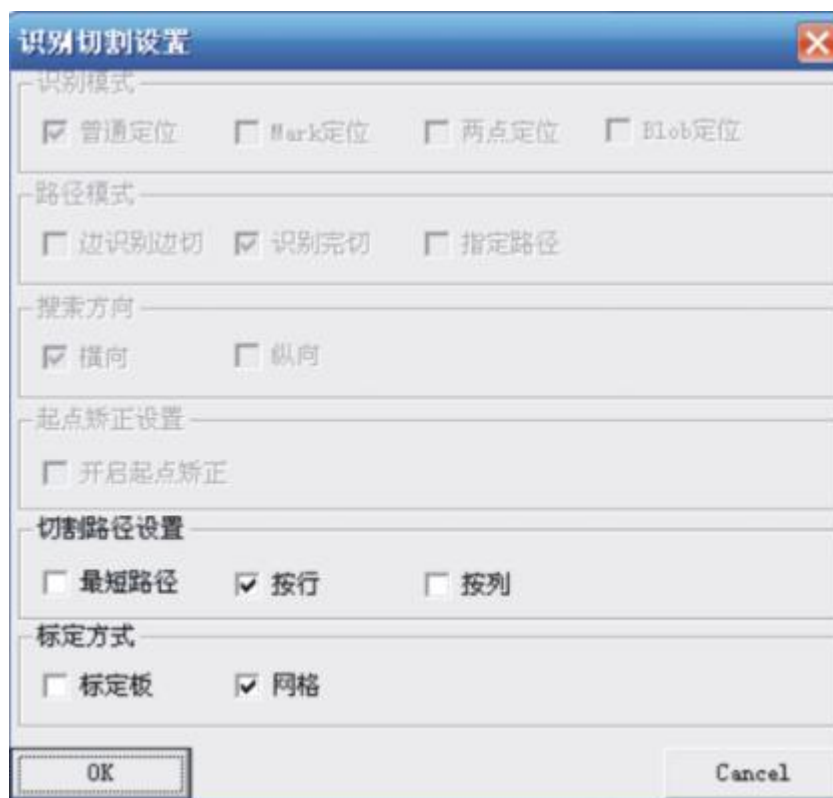 识别切割设置
识别模式
普通定位 Mark定位 两点定位 Blob定位
路径模式
边识别边切 识别完切 指定路径
搜索方向
横向 纵向
起点矫正设置
开启起点矫正
切割路径设置
最短路径 按行 按列
标定方式
标定板 网格
OK Cancel